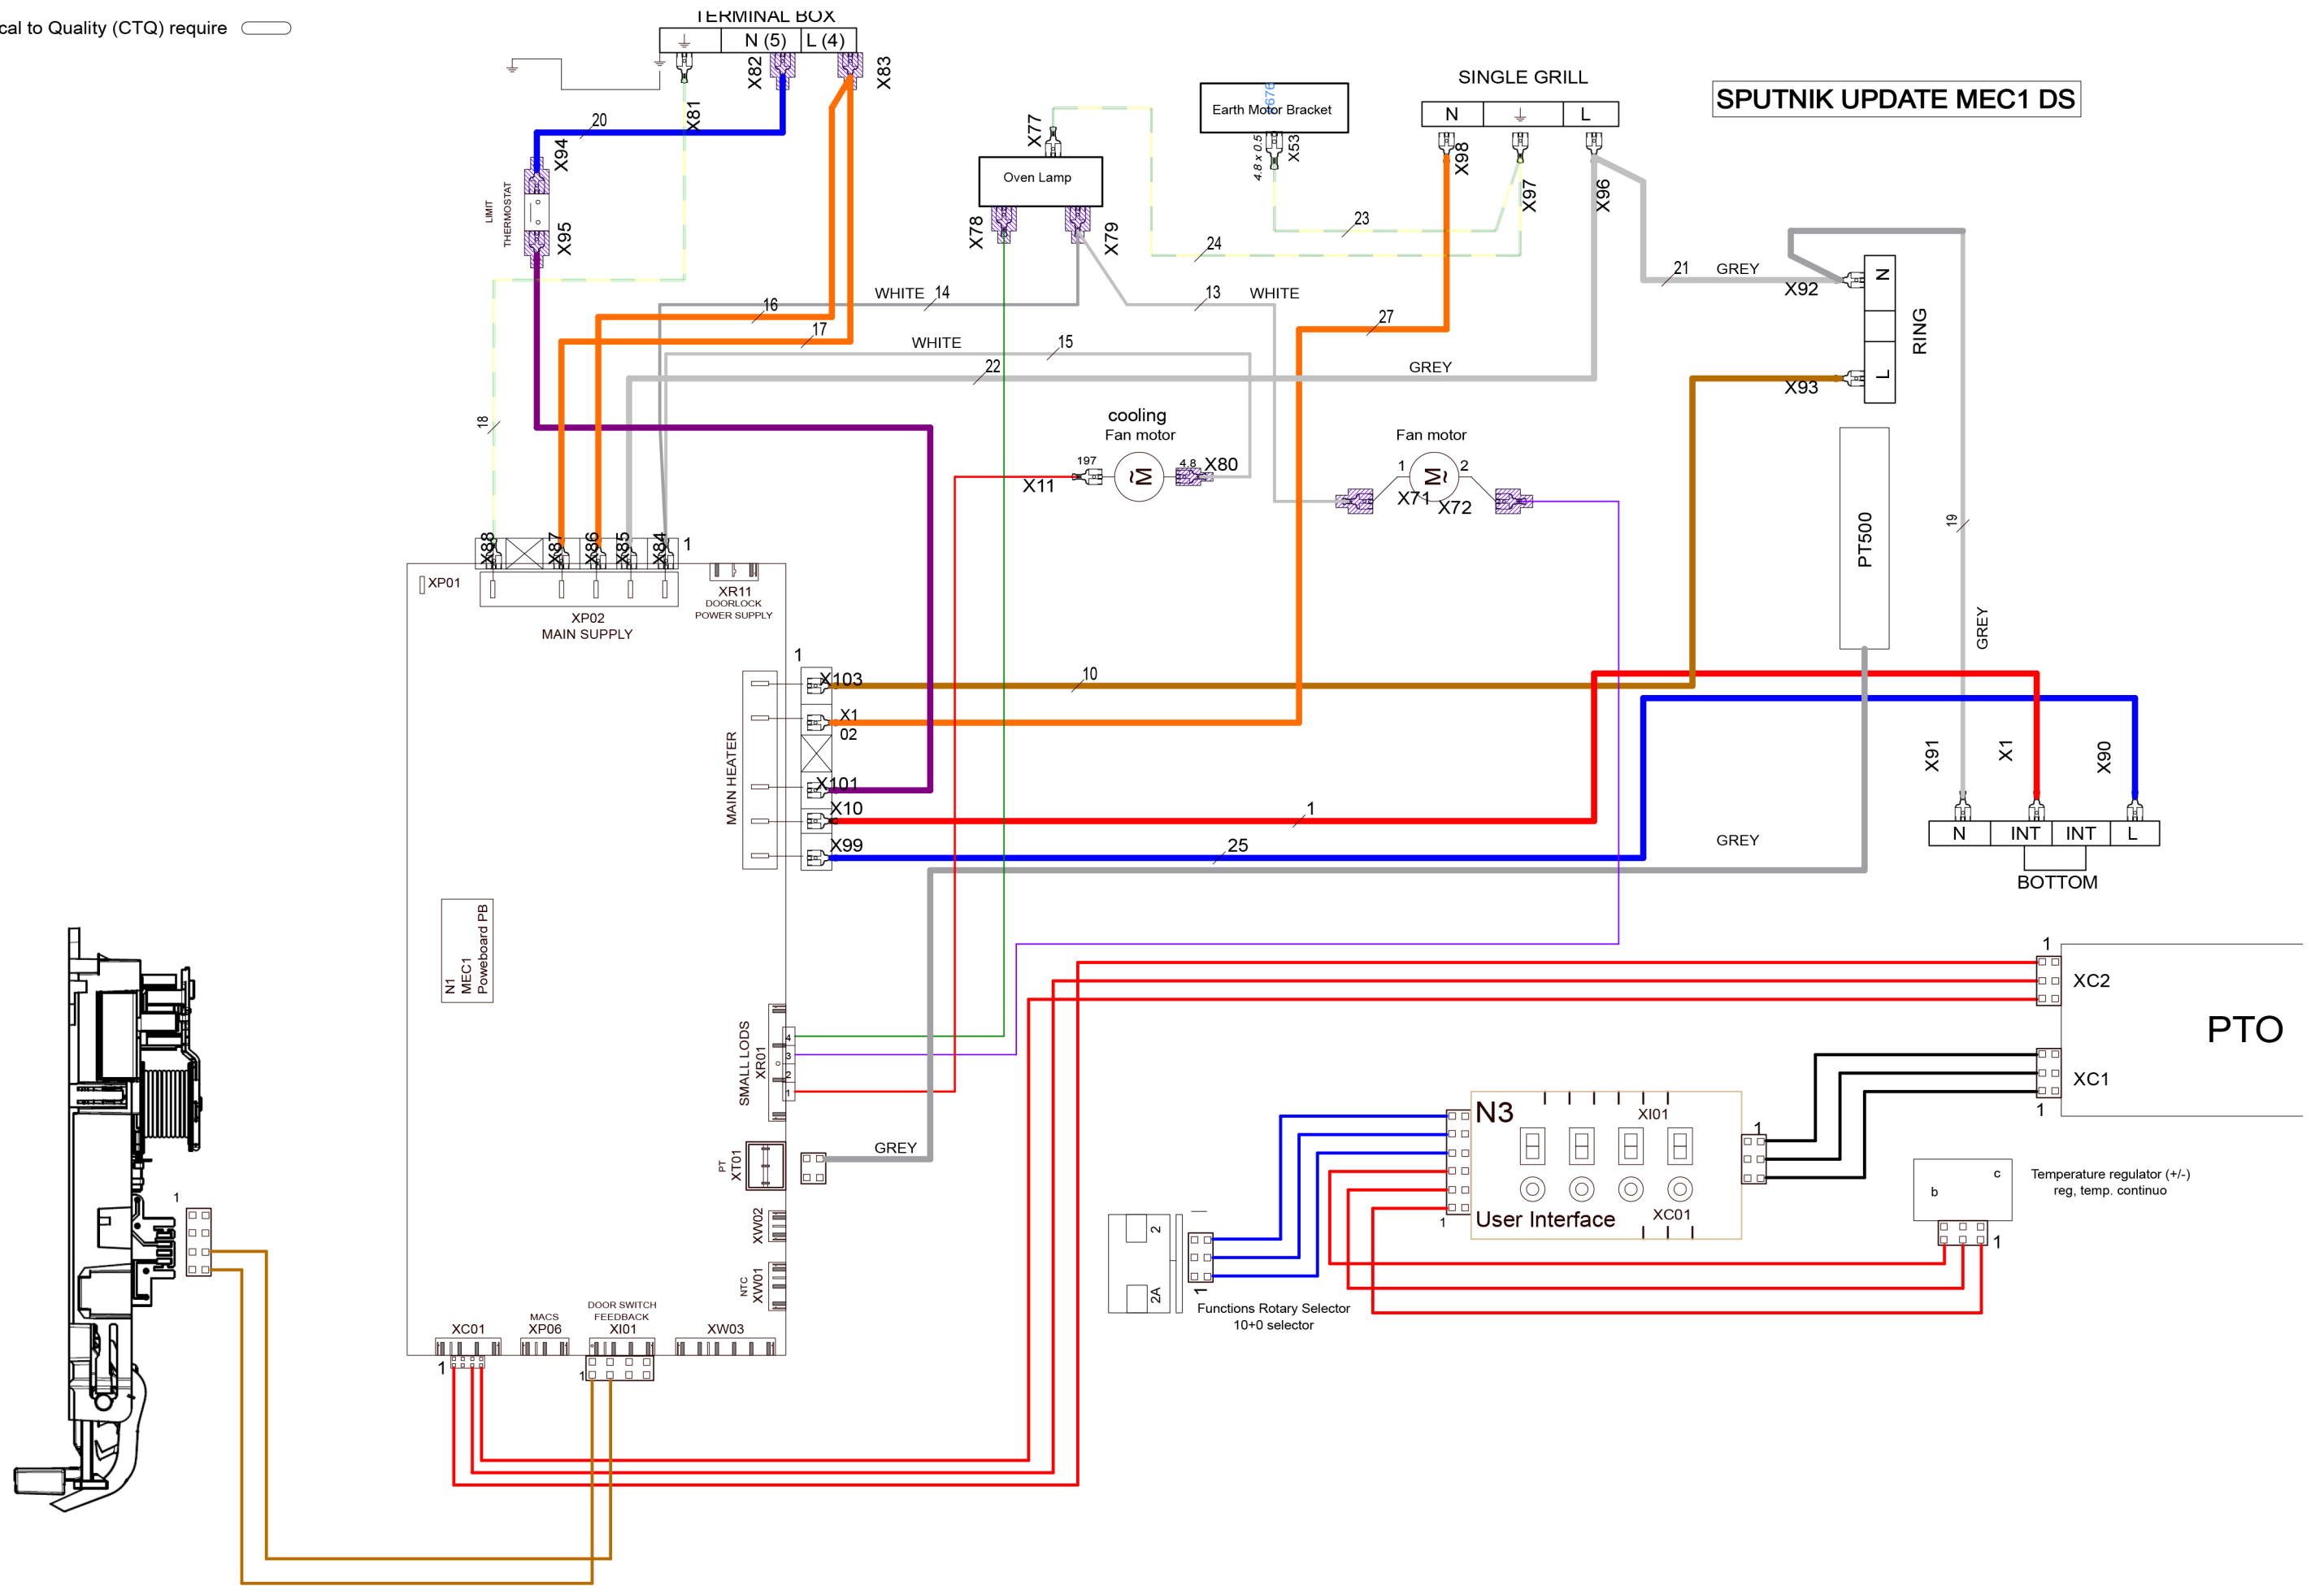 cal to Quality (CTQ) require
TERMINAL BOX
N (5)
L (4)
X82
X83
X81
20
X94
LIMIT
THERMOSTAT
X95
X77
Oven Lamp
X78
X79
Earth Motor Bracket
4.8 x 0.5
X53
SINGLE GRILL
N
L
X98
X97
X96
SPUTNIK UPDATE MEC1 DS
23
24
21
GREY
X92
N
RING
L
X93
WHITE
14
13
WHITE
16
17
27
WHITE
15
22
GREY
18
cooling
Fan motor
197
X11
M
4.8
X80
Fan motor
1
2
M
X71
X72
PT500
19
GREY
X88
X87
X86
X85
X84
1
XP01
XP02
MAIN SUPPLY
XR11
DOORLOCK
POWER SUPPLY
1
X103
10
X1
02
MAIN HEATER
X101
X10
1
X99
25
GREY
X91
X1
X90
N
INT
INT
L
BOTTOM
N1
MEC1
Poweboard PB
SMALL LODS
XR01
4
3
2
1
1
XC2
PTO
XC1
1
N3
XI01
1
User Interface
XC01
1
b
c
Temperature regulator (+/-)
reg, temp. continuo
1
PT
XT01
GREY
XW02
NTC
XW01
2
2A
1
Functions Rotary Selector
10+0 selector
1
XC01
MACS
XP06
DOOR SWITCH
FEEDBACK
XI01
XW03
1
1